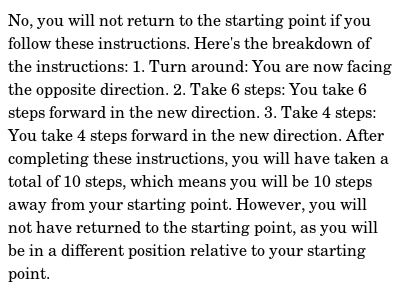 No, you will not return to the starting point if you
follow these instructions. Here's the breakdown of
the instructions: 1. Turn around: You are now facing
the opposite direction. 2. Take 6 steps: You take 6
steps forward in the new direction. 3. Take 4 steps:
You take 4 steps forward in the new direction. After
completing these instructions, you will have taken a
total of 10 steps, which means you will be 10 steps
away from your starting point. However, you will
not have returned to the starting point, as you will
be in a different position relative to your starting
point.